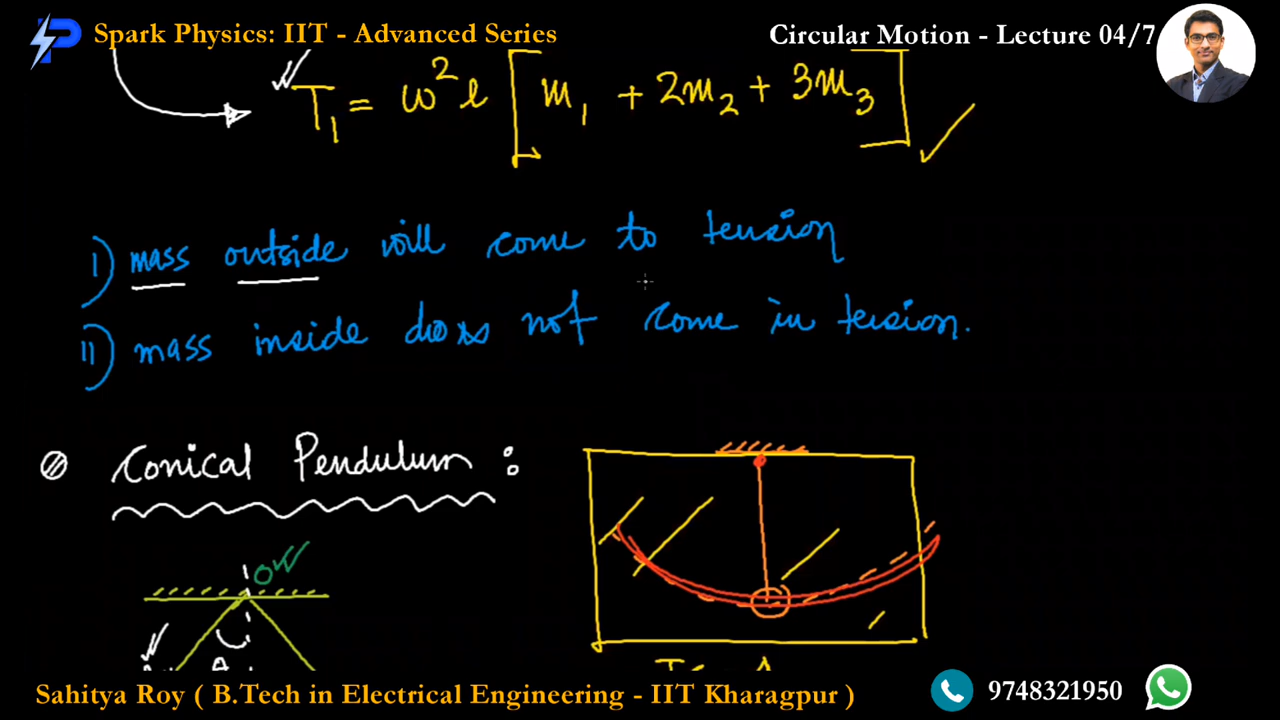 Spark Physics: IIT - Advanced Series
Circular Motion - Lecture 04/7
T₁ = ω²l [m₁ + 2m₂ + 3m₃]
I) mass outside will come to tension
II) mass inside does not come in tension.
Conical Pendulum :
O
Sahitya Roy ( B.Tech in Electrical Engineering - IIT Kharagpur )
9748321950